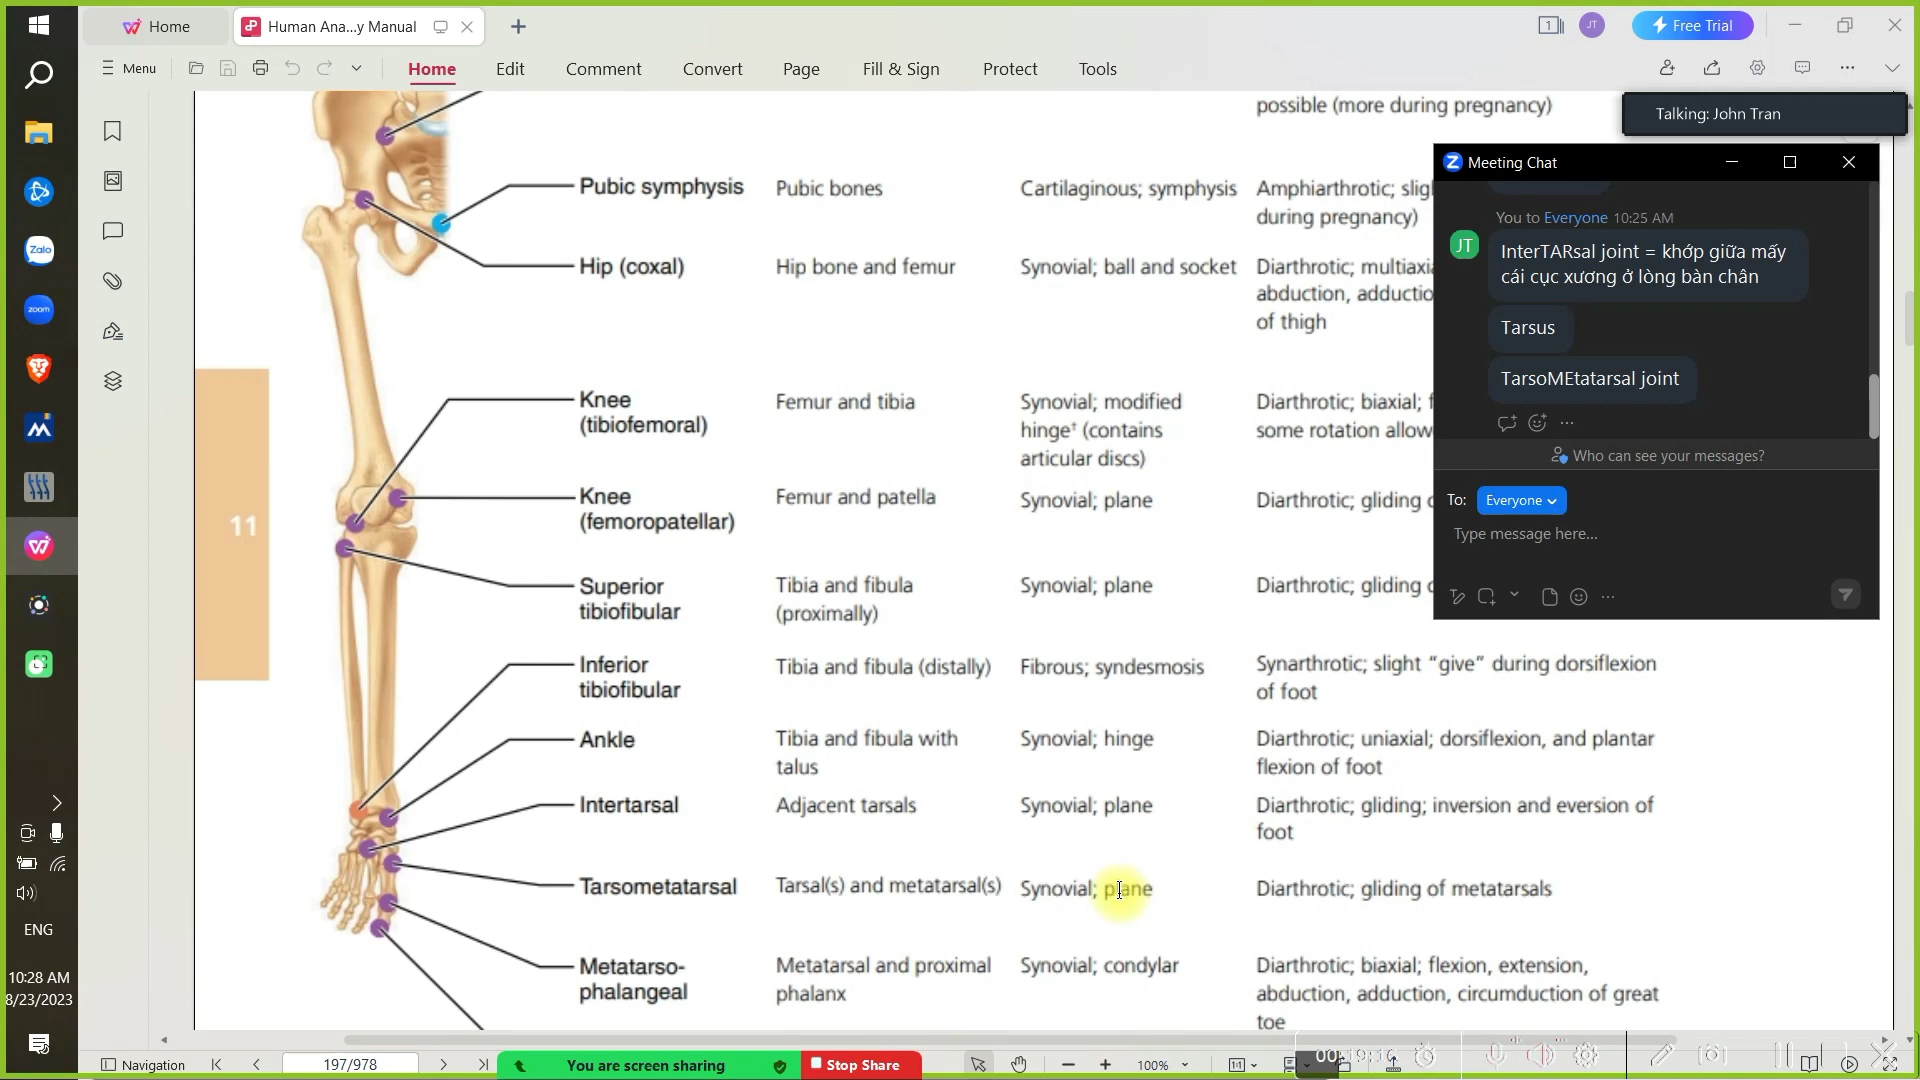 Home
Human Ana...y Manual
1
JT
Free Trial
Menu
Home
Edit
Comment
Convert
Page
Fill & Sign
Protect
Tools
Talking: John Tran
possible (more during pregnancy)
Pubic symphysis
Pubic bones
Cartilaginous; symphysis
Amphiarthrotic;
during pregnancy)
Hip (coxal)
Hip bone and femur
Synovial; ball and socket
Diarthrotic;
abduction,
of thigh
Knee
(tibiofemoral)
Femur and tibia
Synovial; modified
hinge† (contains
articular discs)
Diarthrotic; biaxial;
some rotation
Knee
(femoropatellar)
Femur and patella
Synovial; plane
Diarthrotic; gliding
Superior
tibiofibular
Tibia and fibula
(proximally)
Synovial; plane
Diarthrotic; gliding
Inferior
tibiofibular
Tibia and fibula (distally)
Fibrous; syndesmosis
Synarthrotic; slight “give” during dorsiflexion
of foot
Ankle
Tibia and fibula with
talus
Synovial; hinge
Diarthrotic; uniaxial; dorsiflexion, and plantar
flexion of foot
Intertarsal
Adjacent tarsals
Synovial; plane
Diarthrotic; gliding; inversion and eversion of
foot
Tarsometatarsal
Tarsal(s) and metatarsal(s)
Synovial; plane
Diarthrotic; gliding of metatarsals
Metatarso-
phalangeal
Metatarsal and proximal
phalanx
Synovial; condylar
Diarthrotic; biaxial; flexion, extension,
abduction, adduction, circumduction of great
toe
11
Meeting Chat
You to Everyone 10:25 AM
JT
InterTARsal joint = khớp giữa mấy
cái cục xương ở lòng bàn chân
Tarsus
TarsoMEtatarsal joint
Who can see your messages?
To: Everyone
Type message here...
Zalo
zoom
ENG
10:28 AM
8/23/2023
Navigation
197/978
You are screen sharing
Stop Share
100%